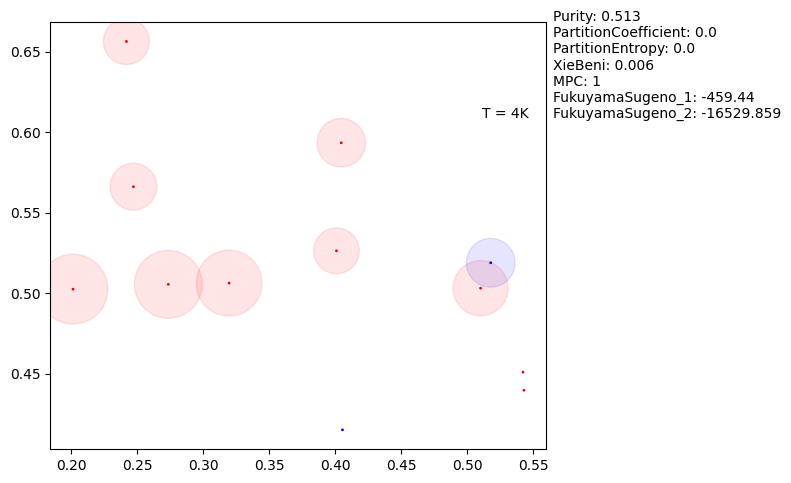 Purity: 0.513
PartitionCoefficient: 0.0
PartitionEntropy: 0.0
XieBeni: 0.006
MPC: 1
FukuyamaSugeno_1: -459.44
FukuyamaSugeno_2: -16529.859
T = 4K
0.65
0.60
0.55
0.50
0.45
0.20 0.25 0.30 0.35 0.40 0.45 0.50 0.55